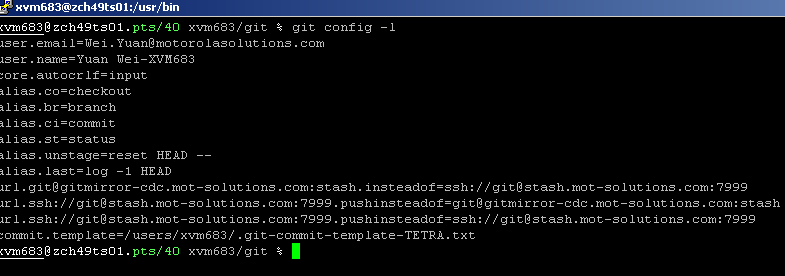 xvm683@zch49ts01:/usr/bin
xvm683@zch49ts01.pts/40 xvm683/git % git config -l
user.email=Wei.Yuan@motorolasolutions.com
user.name=Yuan Wei-XVM683
core.autocrlf=input
alias.co=checkout
alias.br=branch
alias.ci=commit
alias.st=status
alias.unstage=reset HEAD --
alias.last=log -1 HEAD
url.git@gitmirror-cdc.mot-solutions.com:stash.insteadof=ssh://git@stash.mot-solutions.com:7999
url.ssh://git@stash.mot-solutions.com:7999.pushinsteadof=git@gitmirror-cdc.mot-solutions.com:stash
url.ssh://git@stash.mot-solutions.com:7999.pushinsteadof=ssh://git@stash.mot-solutions.com:7999
commit.template=/users/xvm683/.git-commit-template-TETRA.txt
xvm683@zch49ts01.pts/40 xvm683/git %